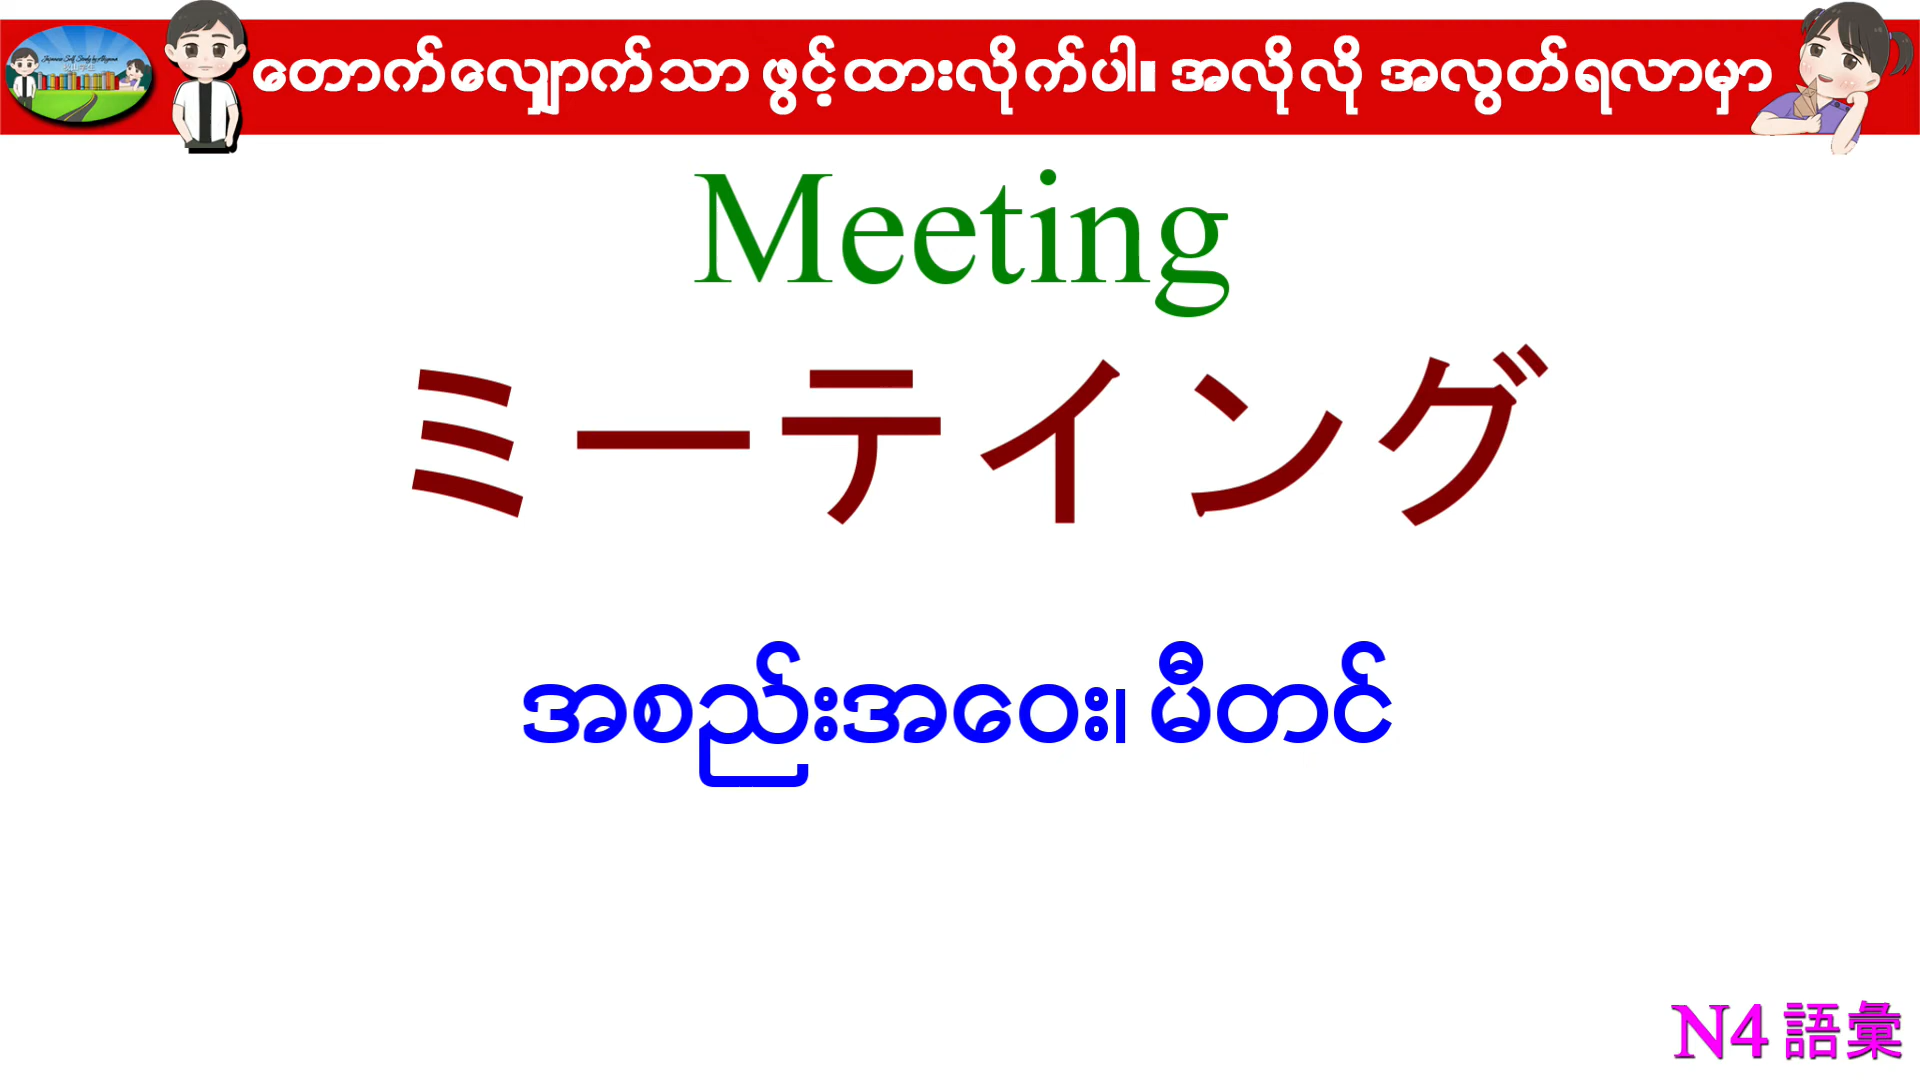 တောက်လျှောက်သာ ဖွင့်ထားလိုက်ပါ။ အလိုလို အလွတ်ရလာမှာ
Meeting
ミーテイング
အစည်းအဝေး၊ မီတင်
N4 語彙